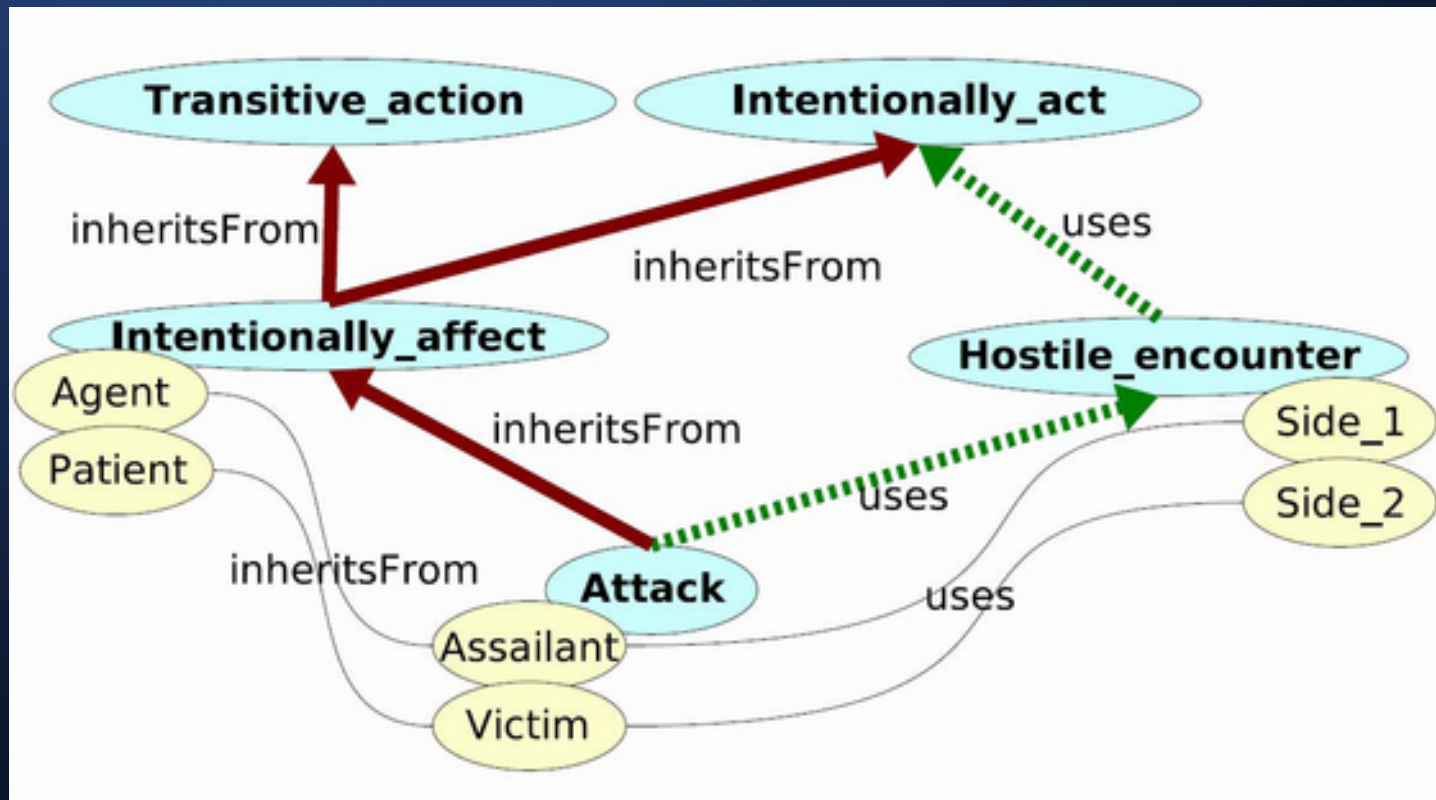 Transitive_action
Intentionally_act
inheritsFrom
inheritsFrom
uses
Intentionally_affect
Hostile_encounter
Agent
Patient
inheritsFrom
Side_1
Side_2
uses
inheritsFrom
Attack
uses
Assailant
Victim